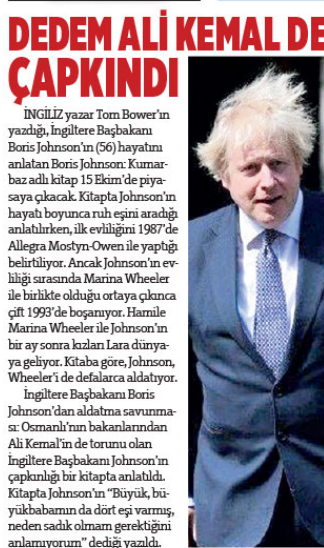 DEDEM ALİ KEMAL DE
ÇAPKINDI
İNGİLİZ yazar Tom Bower'ın
yazdığı, İngiltere Başbakanı
Boris Johnson'ın (56) hayatını
anlatan Boris Johnson: Kumar-
baz adlı kitap 15 Ekim'de piya-
saya çıkacak. Kitapta Johnson'ın
hayatı boyunca ruh eşini aradığı
anlatılırken, ilk evliliğini 1987'de
Allegra Mostyn-Owen ile yaptığı
belirtiliyor. Ancak Johnson'ın ev-
liliği sırasında Marina Wheeler
ile birlikte olduğu ortaya çıkınca
çift 1993'de boşanıyor. Hamile
Marina Wheeler ile Johnson'ın
bir ay sonra kızları Lara dünya-
ya geliyor. Kitaba göre, Johnson,
Wheeler'i de defalarca aldatıyor.
İngiltere Başbakanı Boris
Johnson'dan aldatma savunma-
sı: Osmanlı'nın bakanlarından
Ali Kemal'in de torunu olan
İngiltere Başbakanı Johnson'ın
çapkınlığı bir kitapta anlatıldı.
Kitapta Johnson'ın “Büyük, bü-
yükbabamın da dört eşi varmış,
neden sadık olmam gerektiğini
anlamıyorum” dediği yazıldı.